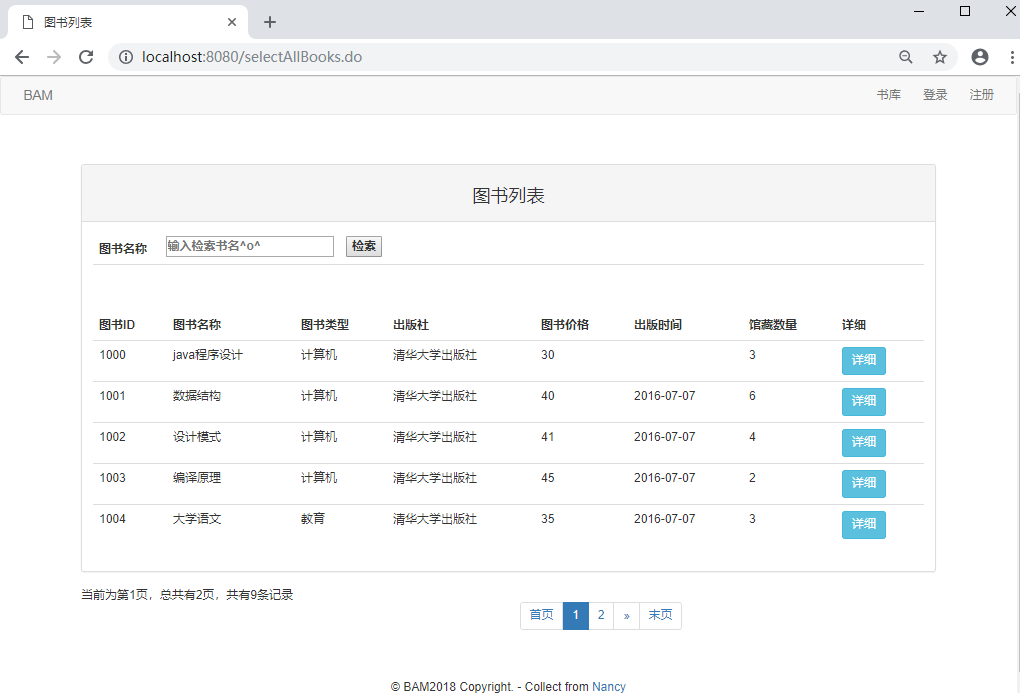 图书列表
localhost:8080/selectAllBooks.do
BAM 书库 登录 注册
图书列表
图书名称 输入检索书名^o^ 检索
图书ID 图书名称 图书类型 出版社 图书价格 出版时间 馆藏数量 详细
1000 java程序设计 计算机 清华大学出版社 30 3 详细
1001 数据结构 计算机 清华大学出版社 40 2016-07-07 6 详细
1002 设计模式 计算机 清华大学出版社 41 2016-07-07 4 详细
1003 编译原理 计算机 清华大学出版社 45 2016-07-07 2 详细
1004 大学语文 教育 清华大学出版社 35 2016-07-07 3 详细
当前为第1页，总共有2页，共有9条记录
首页 1 2 » 末页
© BAM2018 Copyright. - Collect from Nancy